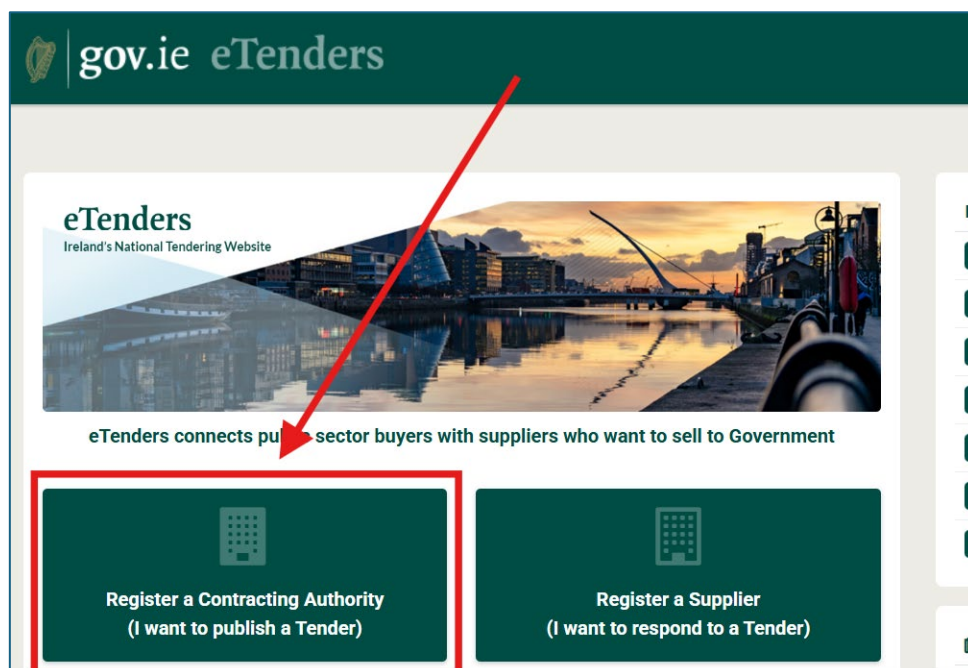 gov.ie eTenders
eTenders
Ireland's National Tendering Website
eTenders connects sector buyers with suppliers who want to sell to Government
Register a Contracting Authority
(I want to publish a Tender)
Register a Supplier
(I want to respond to a Tender)